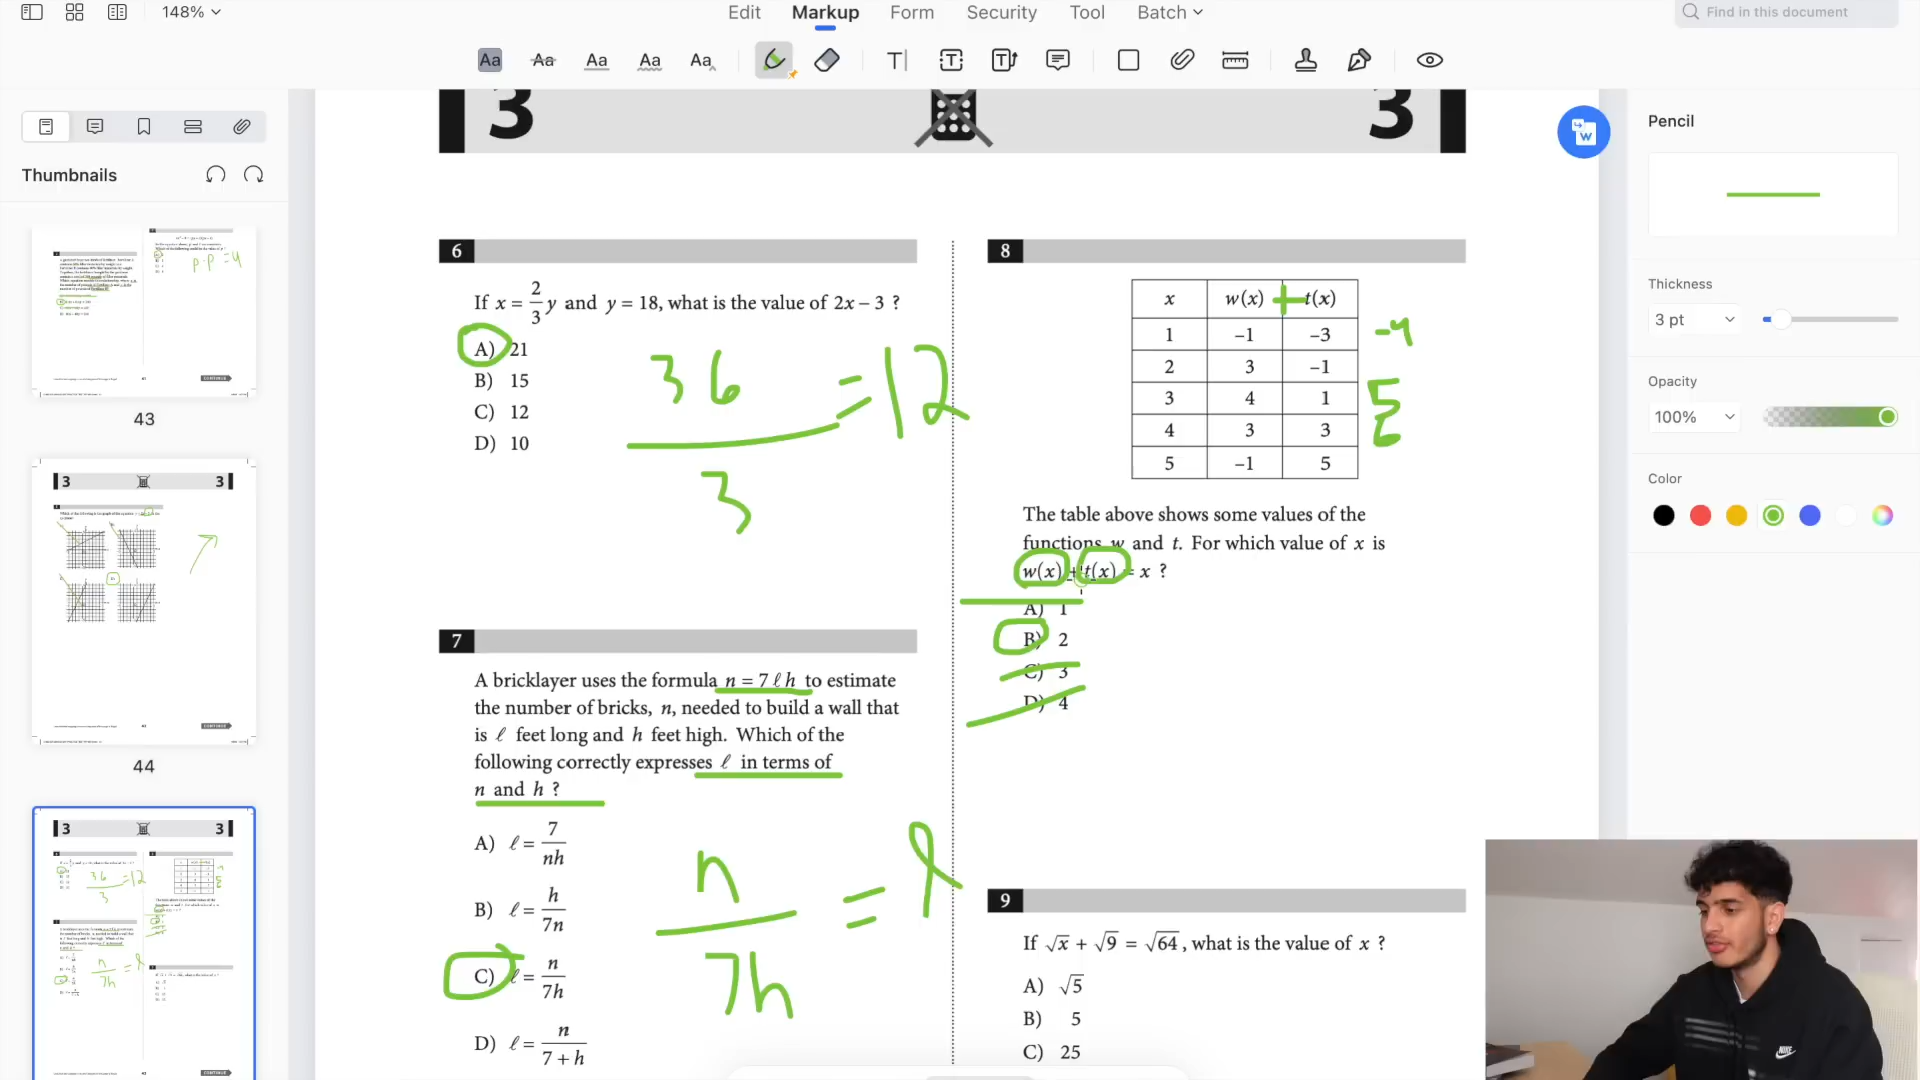 148%
Edit
Markup
Form
Security
Tool
Batch
Find in this document
Aa
Aa
Aa
Aa
Aa
Thumbnails
43
44
3
3
6
If x = 2/3 y and y = 18, what is the value of 2x – 3 ?
A) 21
B) 15
C) 12
D) 10
36/3 = 12
7
A bricklayer uses the formula n = 7 ℓ h to estimate
the number of bricks, n, needed to build a wall that
is ℓ feet long and h feet high. Which of the
following correctly expresses ℓ in terms of
n and h ?
A) ℓ = 7/nh
B) ℓ = h/7n
C) ℓ = n/7h
D) ℓ = n/(7 + h)
n/7h = l
8
x w(x) + t(x)
1 –1 –3 -4
2 3 –1
3 4 1 5
4 3 3
5 –1 5
The table above shows some values of the
functions w and t. For which value of x is
w(x) + t(x) = x ?
A) 1
B) 2
C) 3
D) 4
9
If √x + √9 = √64, what is the value of x ?
A) √5
B) 5
C) 25
Pencil
Thickness
3 pt
Opacity
100%
Color
NIKE